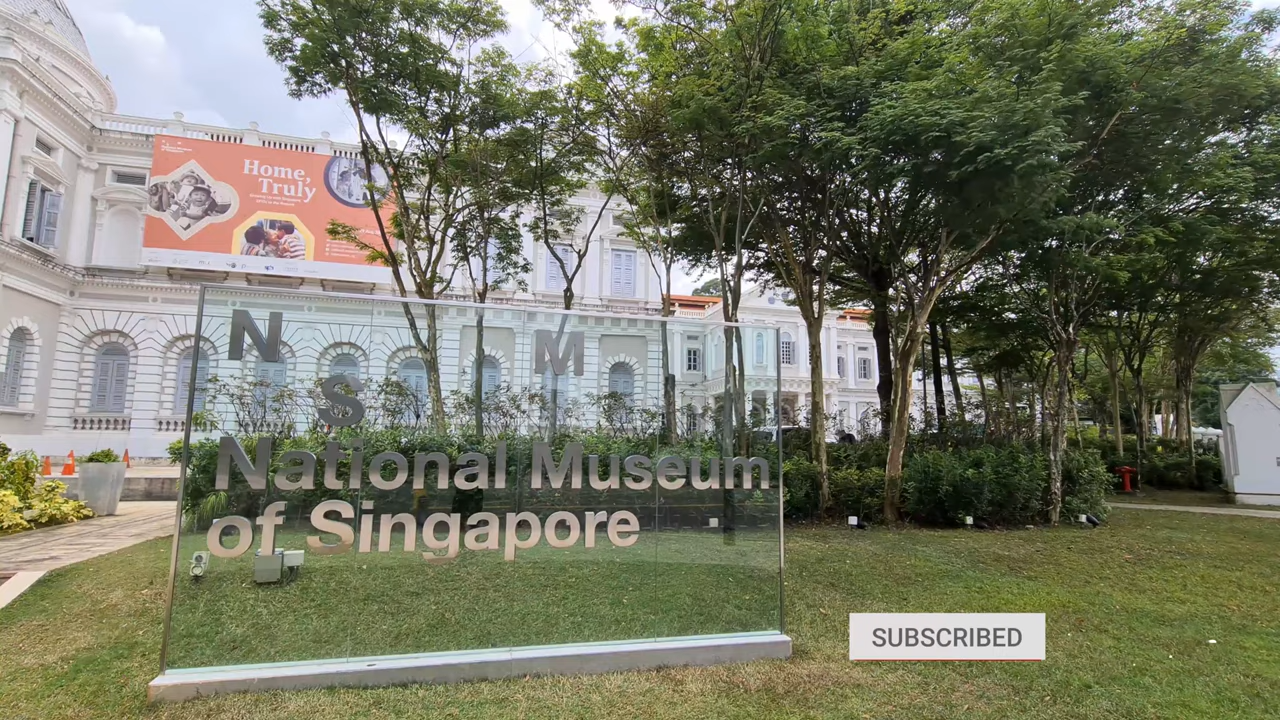 Home,
Truly
N M
S
National Museum
of Singapore
SUBSCRIBED